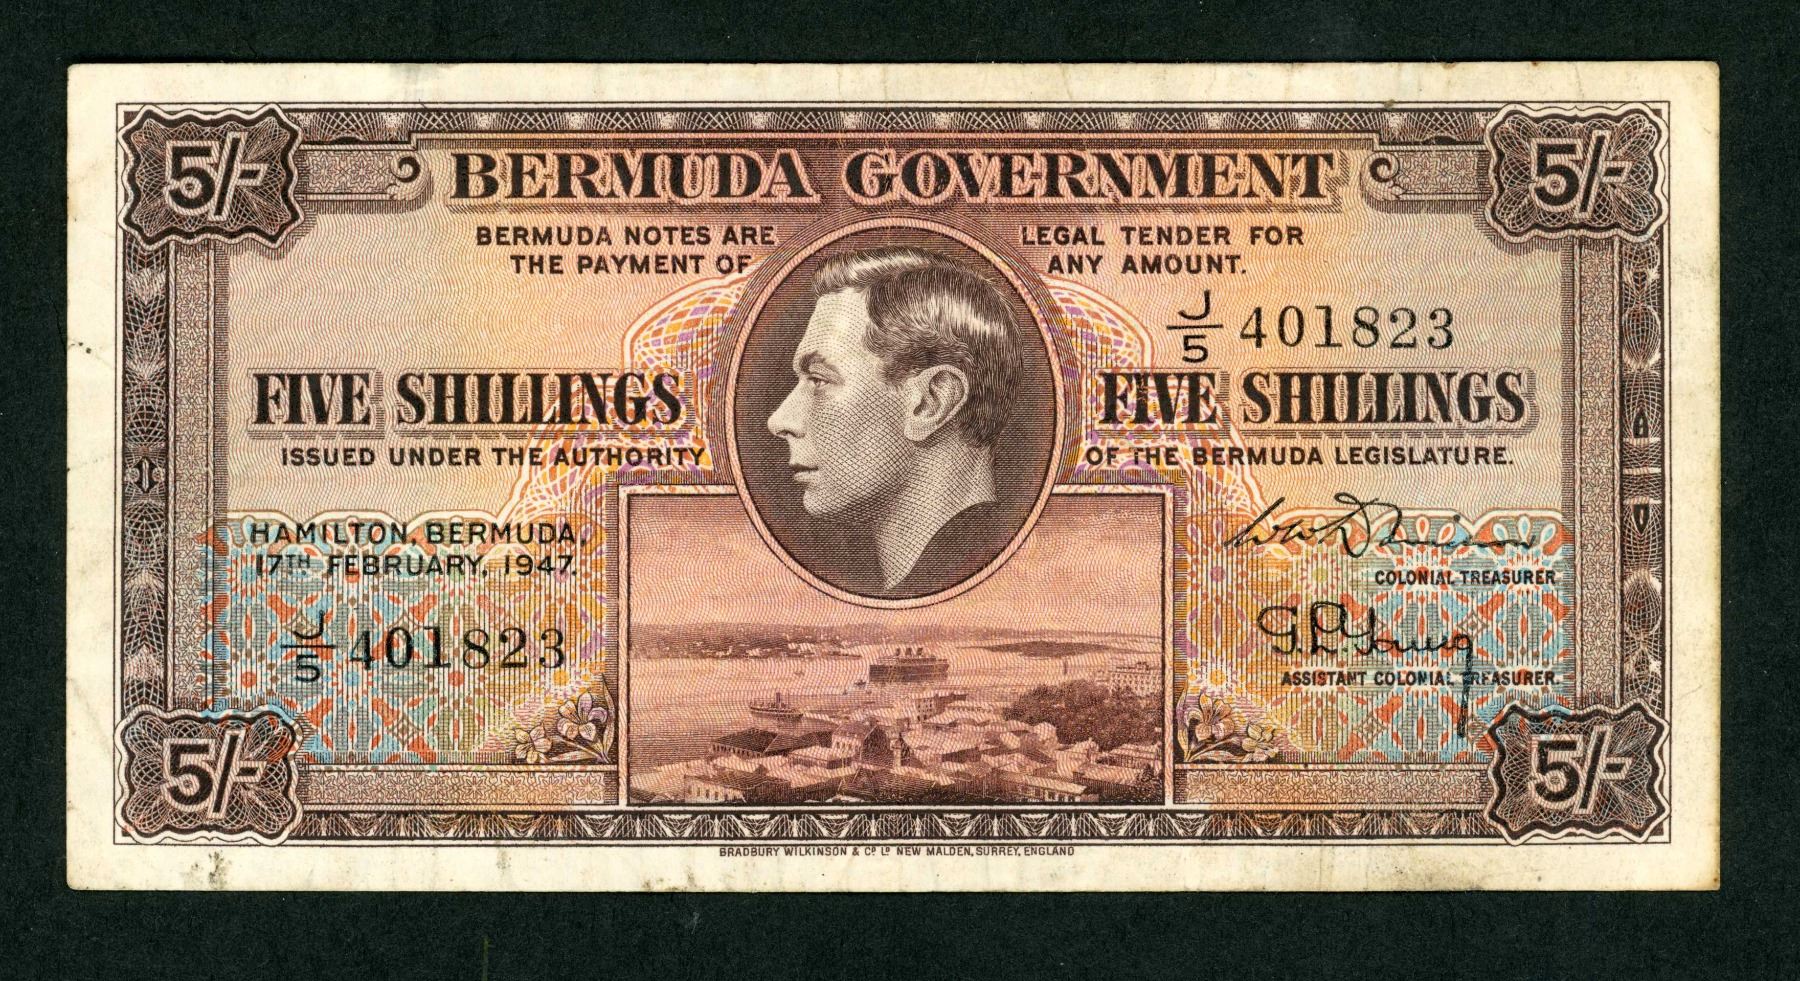 5/- BERMUDA GOVERNMENT 5/-
BERMUDA NOTES ARE LEGAL TENDER FOR
THE PAYMENT OF ANY AMOUNT.
J/5 401823
FIVE SHILLINGS FIVE SHILLINGS
ISSUED UNDER THE AUTHORITY OF THE BERMUDA LEGISLATURE.
HAMILTON, BERMUDA,
17TH FEBRUARY, 1947.
COLONIAL TREASURER
J/5 401823
ASSISTANT COLONIAL TREASURER.
5/- 5/-
BRADBURY WILKINSON & Cº Lº NEW MALDEN, SURREY, ENGLAND